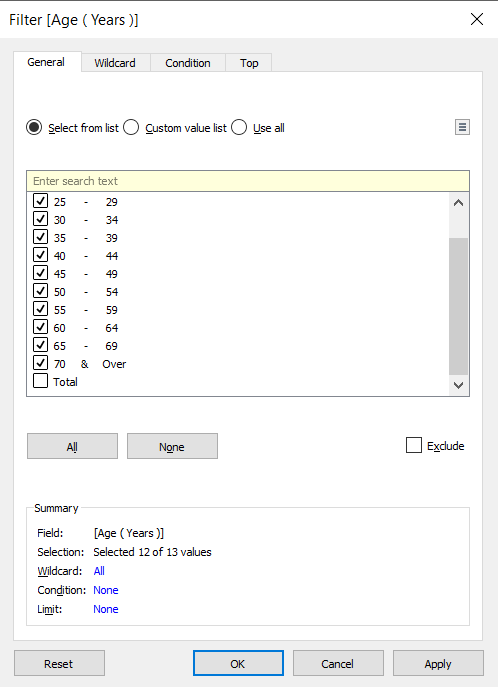 Filter [Age ( Years )]
General Wildcard Condition Top
Select from list Custom value list Use all
Enter search text
25 - 29
30 - 34
35 - 39
40 - 44
45 - 49
50 - 54
55 - 59
60 - 64
65 - 69
70 & Over
Total
All None Exclude
Summary
Field: [Age ( Years )]
Selection: Selected 12 of 13 values
Wildcard: All
Condition: None
Limit: None
Reset OK Cancel Apply